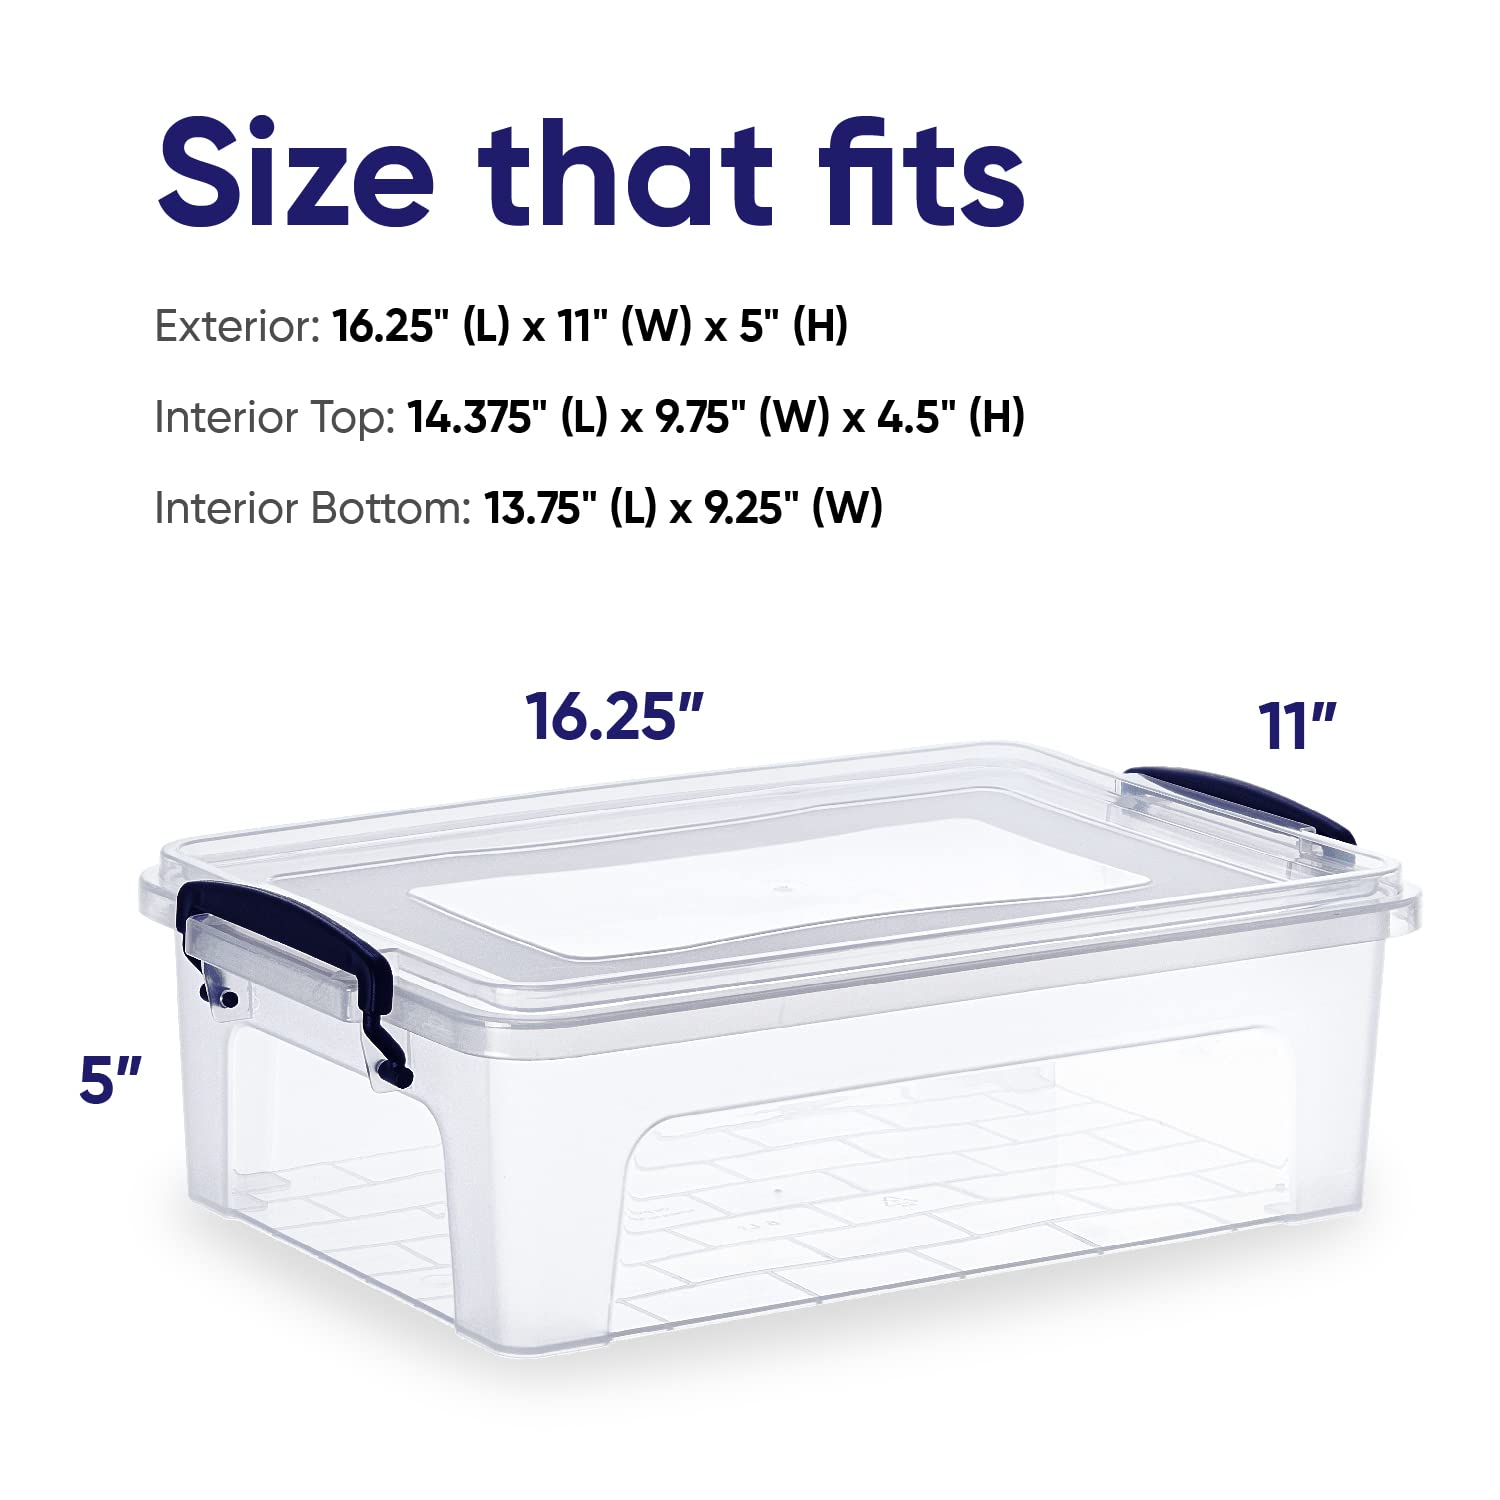 Size that fits
Exterior: 16.25" (L) x 11" (W) x 5" (H)
Interior Top: 14.375" (L) x 9.75" (W) x 4.5" (H)
Interior Bottom: 13.75" (L) x 9.25" (W)
16.25"
11"
5"